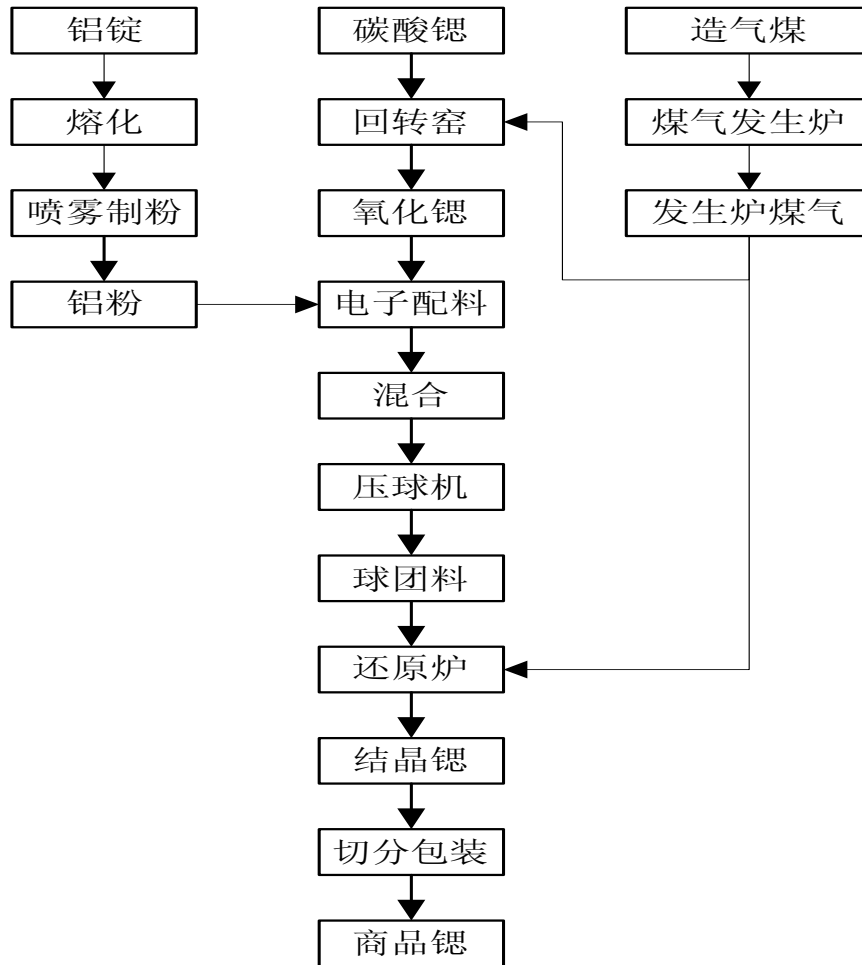 铝锭
碳酸锶
造气煤
熔化
回转窑
煤气发生炉
喷雾制粉
氧化锶
发生炉煤气
铝粉
电子配料
混合
压球机
球团料
还原炉
结晶锶
切分包装
商品锶